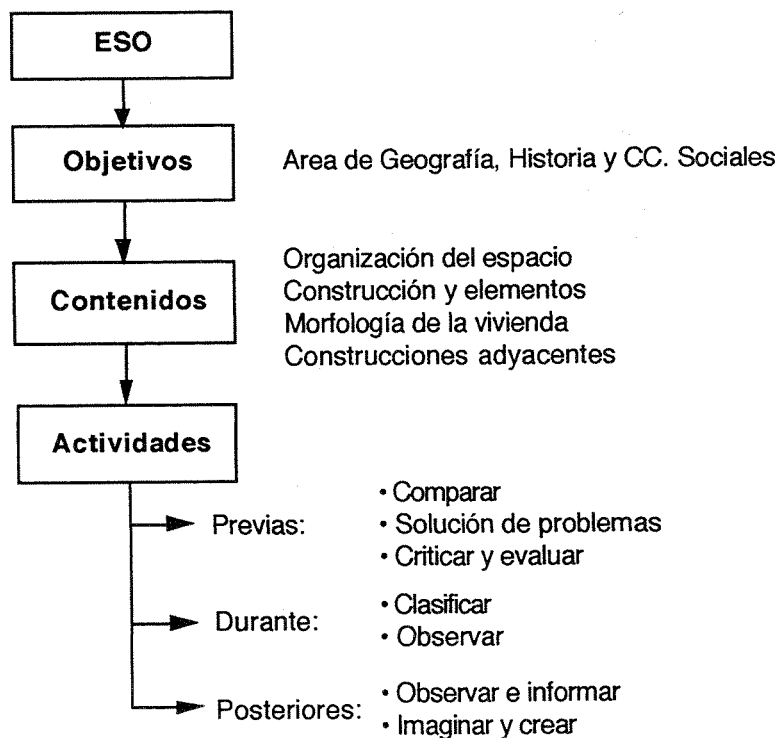 ESO
Objetivos
Area de Geografía, Historia y CC. Sociales
Contenidos
Organización del espacio
Construcción y elementos
Morfología de la vivienda
Construcciones adyacentes
Actividades
Previas:
• Comparar
• Solución de problemas
• Criticar y evaluar
Durante:
• Clasificar
• Observar
Posteriores:
• Observar e informar
• Imaginar y crear